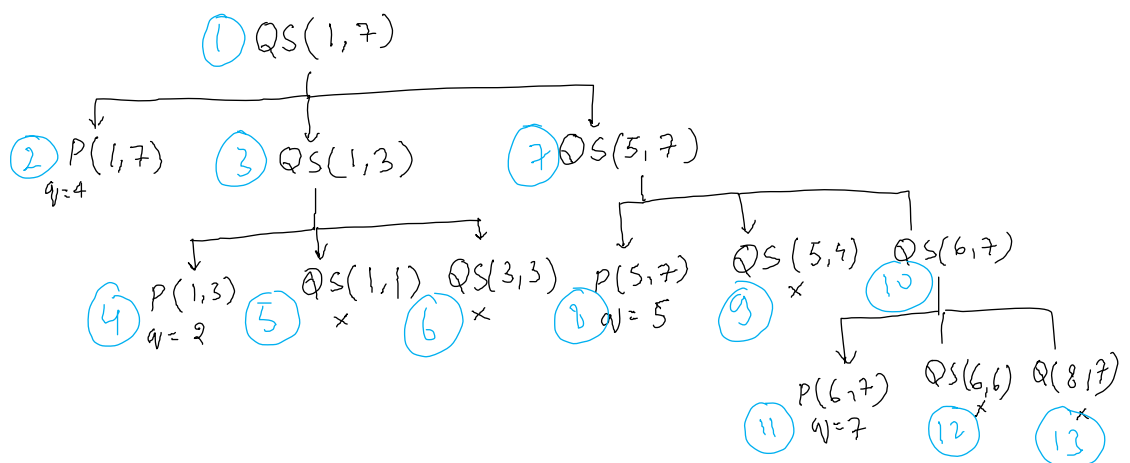 1 QS(1,7)
2 P(1,7) 3 QS(1,3) 7 QS(5,7)
q=4
4 P(1,3) 5 QS(1,1) 6 QS(3,3) 8 P(5,7) 9 QS(5,4) 10 QS(6,7)
q=2 x x q=5 x
11 P(6,7) 12 QS(6,6) 13 Q(8,7)
q=7 x x